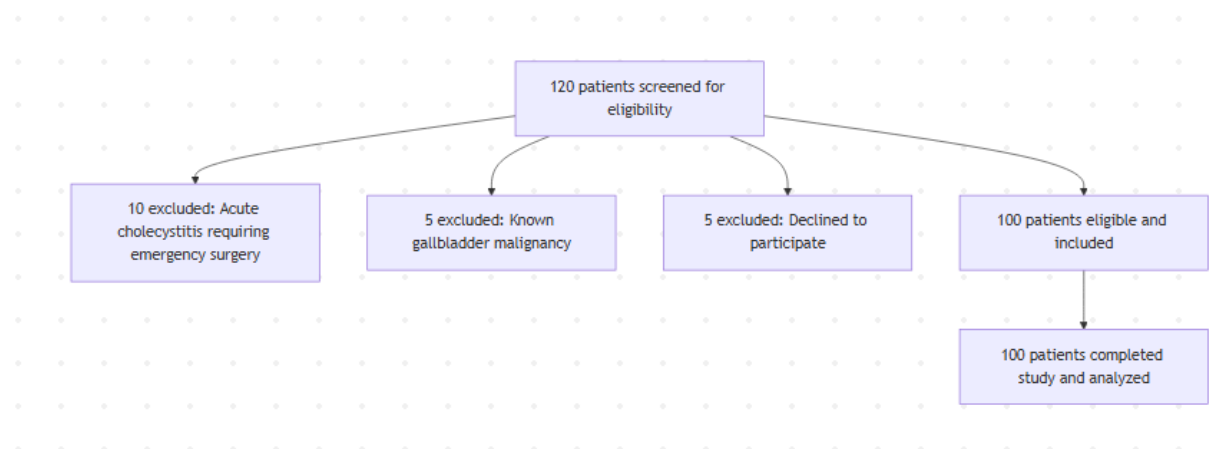 120 patients screened for
eligibility
10 excluded: Acute
cholecystitis requiring
emergency surgery
5 excluded: Known
gallbladder malignancy
5 excluded: Declined to
participate
100 patients eligible and
included
100 patients completed
study and analyzed